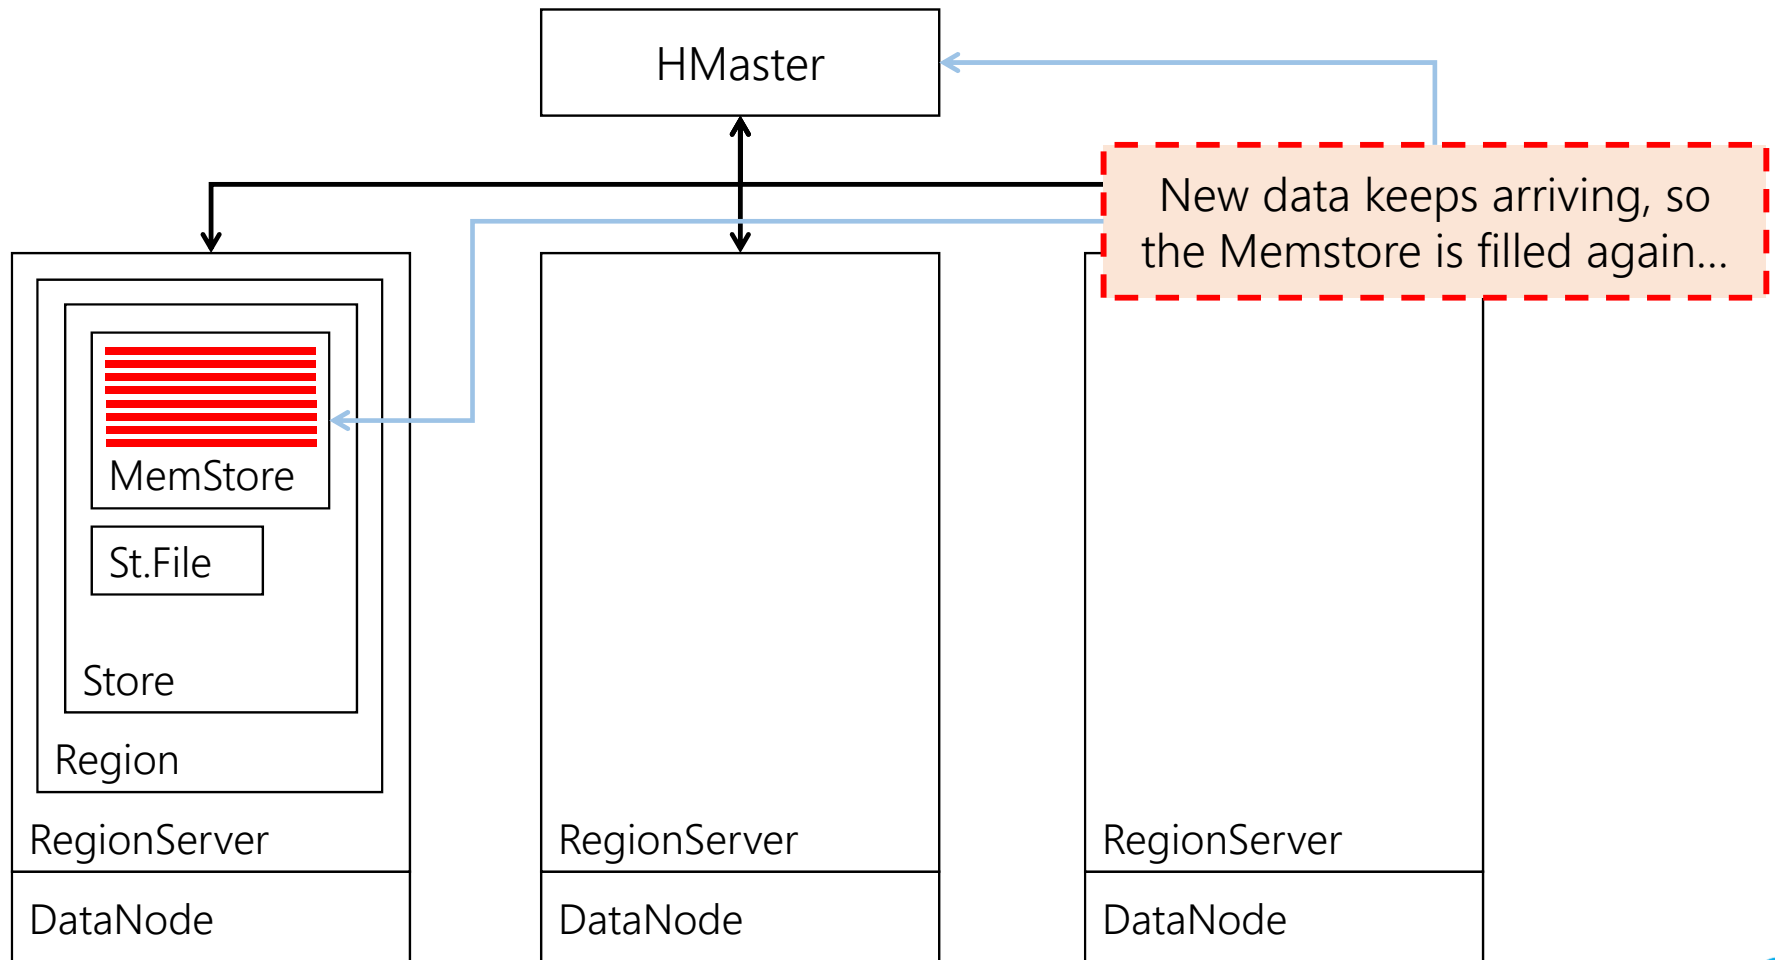 HMaster
New data keeps arriving, so
the Memstore is filled again...
MemStore
St.File
Store
Region
RegionServer
DataNode
RegionServer
DataNode
RegionServer
DataNode